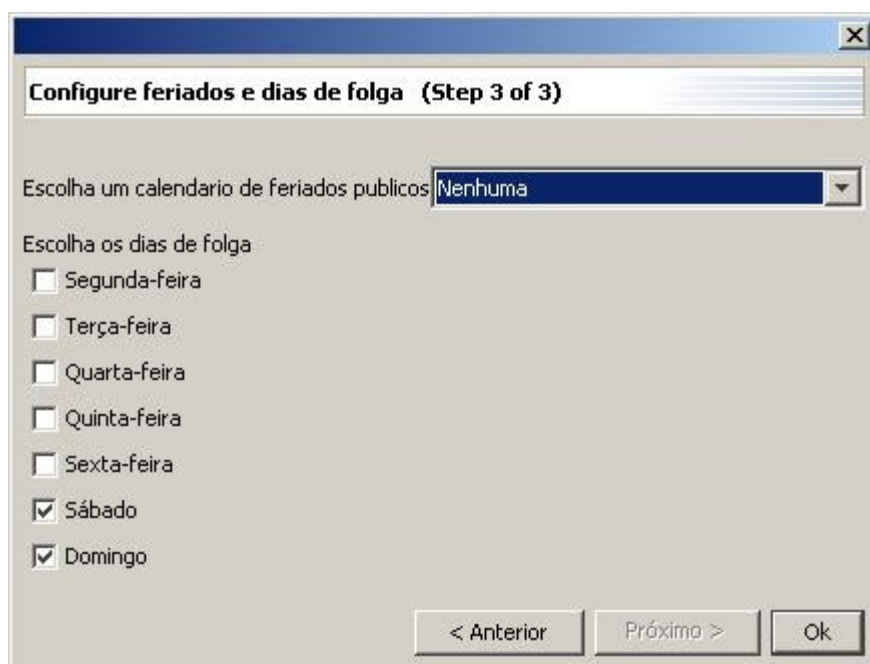 Configure feriados e dias de folga (Step 3 of 3)
Escolha um calendario de feriados publicos Nenhuma
Escolha os dias de folga
Segunda-feira
Terça-feira
Quarta-feira
Quinta-feira
Sexta-feira
Sábado
Domingo
< Anterior Próximo > Ok